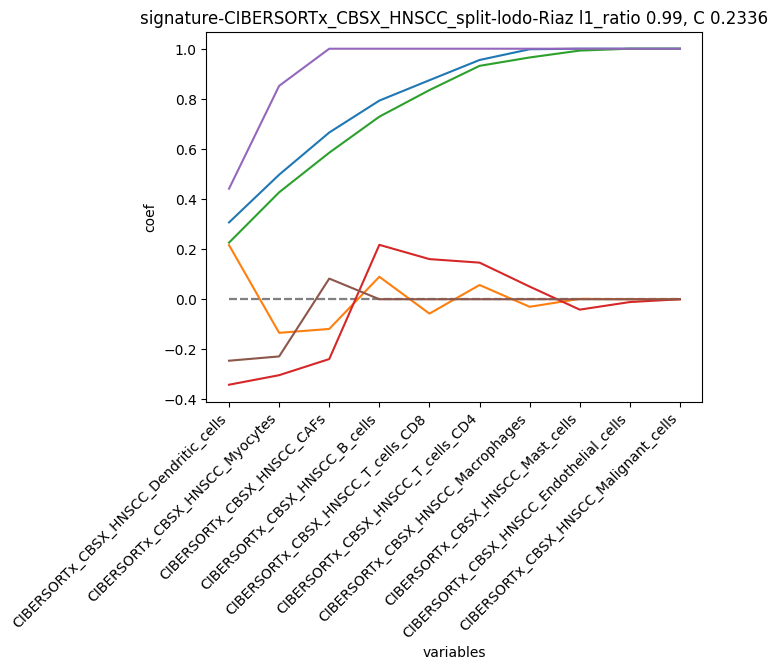 signature-CIBERSORTx_CBSX_HNSCC_split-lodo-Riaz l1_ratio 0.99, C 0.2336
1.0
0.8
0.6
0.4
0.2
0.0
−0.2
−0.4
coef
CIBERSORTx_CBSX_HNSCC_Dendritic_cells
CIBERSORTx_CBSX_HNSCC_Myocytes
CIBERSORTx_CBSX_HNSCC_CAFs
CIBERSORTx_CBSX_HNSCC_B_cells
CIBERSORTx_CBSX_HNSCC_T_cells_CD8
CIBERSORTx_CBSX_HNSCC_T_cells_CD4
CIBERSORTx_CBSX_HNSCC_Macrophages
CIBERSORTx_CBSX_HNSCC_Mast_cells
CIBERSORTx_CBSX_HNSCC_Endothelial_cells
CIBERSORTx_CBSX_HNSCC_Malignant_cells
variables